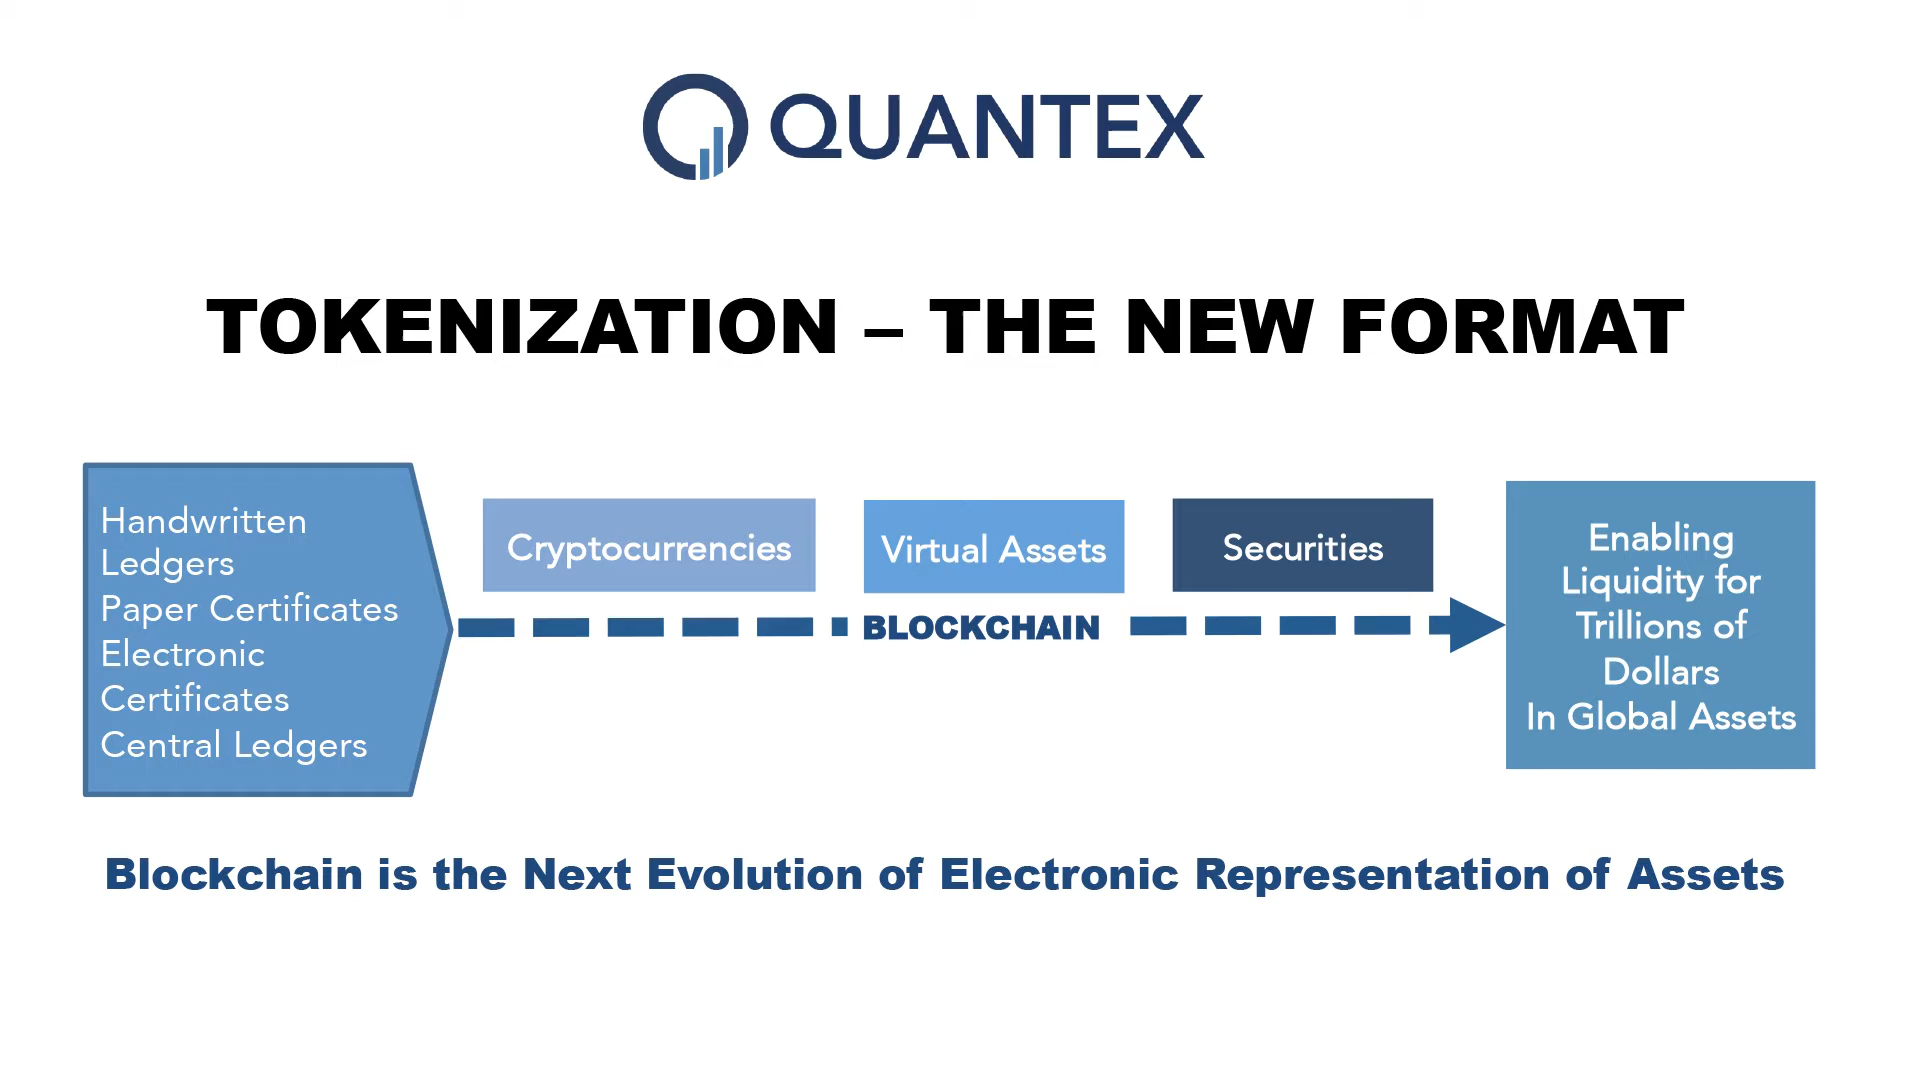 QUANTEX
TOKENIZATION – THE NEW FORMAT
Handwritten
Ledgers
Paper Certificates
Electronic
Certificates
Central Ledgers
Cryptocurrencies
Virtual Assets
Securities
BLOCKCHAIN
Enabling
Liquidity for
Trillions of
Dollars
In Global Assets
Blockchain is the Next Evolution of Electronic Representation of Assets